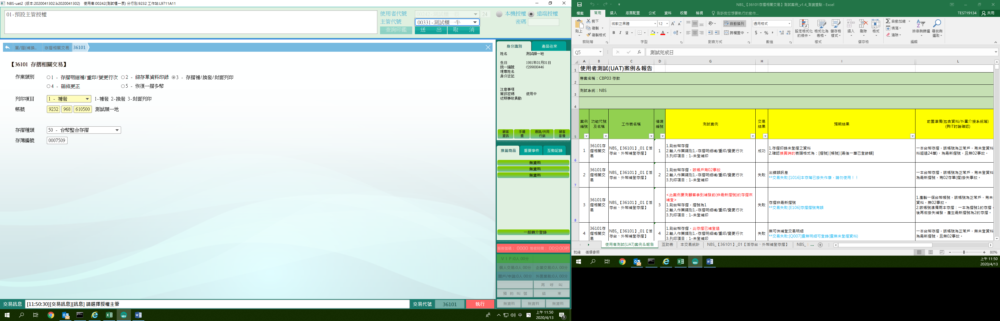 NBS-uat2 (版本:2020041302.b2020041302) 使用者:00242(測試櫃一辰) 分行別:9232 工作站:L9711A11
01-預設主管授權
使用者代號 00242-測試櫃一辰 24 本機授權 遠端授權
主管代號 00331-測試櫃一牛 密碼
查詢印鑑 送 出 取 消
單/摺(補換.. 存摺相關交易 36101
【36101 存摺相關交易】
作業類別 1 - 存摺明細補/重印/變更行次 2 - 綜存單資料印錄 3 - 存摺補/換發/封面列印
4 - 磁條更正 5 - 恢復一摺多幣
列印項目 1 - 補發 1-補發 2-換發 3-封面列印
帳號 9232 968 610500 測試顏一地
存摺種類 50 - 台幣整合存摺
存簿編號 0007509
交易訊息 [11:50:30][交易訊息][訊息] 請選擇授權主管 交易代號 36101 執行
身分識別 產品往來
姓名 測試顏一地
生日 1981年01月01日
統一編號 C299000446
理專姓名
身分註記
注意事項
簡訊密碼 使用中
近期事故異動
顧客資訊 手續費 通路/共同行銷 顧客影像
推薦商品 重要事件 互動記錄
無資料
無資料
無資料
一般轉介登錄
服務號碼: 0000 等候時間: 00分00秒
VIP:0人 00分
個人交易:0人 00分 企業交易:0人 00分
開戶/申請:0人 00分 外匯業務:0人 00分
再 呼 叫
預 約 叫 號 結 束
無資料 無資料 無資料
NBS
中
上午 11:50
2020/4/13
3
NBS_【36101存摺相關交易】測試案例_v1.4_測資盤點 - Excel
檔案 常用 插入 版面配置 公式 資料 校閱 檢視 告訴我您想要執行的動作... TEST19134 共用
貼上 剪下 複製 複製格式 剪貼簿
微軟正黑體 12 B I U 字型
自動換列 跨欄置中 對齊方式
通用格式 $ % 數值
設定格式化的條件 格式化為表格 儲存格樣式 樣式
插入 刪除 格式 儲存格
自動加總 填滿 清除 排序與篩選 尋找與選取 編輯
Q5 fx 測試完成日
A B C D G H I L
1 使用者測試(UAT)案例&報告
2 專案名稱：CBP03 存款
3 測試系統：NBS
4
5 案例編號 功能代號及名稱 工作表名稱 情境編號 測試案例 交易結果 預期結果 前置準備(包含資料/外圍介接系統等)
(與IT討論確認)
6 1 36101存摺相關交易 NBS_【36101】_01【活存台、外幣補登存摺】 1
1.刷台幣存摺
2.輸入作業類別1.-存摺明細補/重印/變更行次
3.列印項目：1-未登補印
成功
1.存摺印錄未登摺之資料
2.確認換頁時的表頭格式為：[摺號] [帳號] [最後一筆已登餘額]
一本台幣存摺，該帳號為正常戶，有未登資料
料超過24筆)，為最新摺號，且無02事故。
7 2 36101存摺相關交易 NBS_【36101】_01【活存台、外幣補登存摺】 2
1.刷台幣存摺，該帳戶有02事故
2.輸入作業類別1.-存摺明細補/重印/變更行次
3.列印項目：1-未登補印
失敗
出錯誤訊息
**交易失敗:[1016]本存簿已掛失作廢，請勿使用！！
一本台幣存摺，該帳號為正常戶，有未登資料
為最新摺號，有02存單(摺)掛失事故。
8 3 36101存摺相關交易 NBS_【36101】_01【活存台、外幣補登存摺】 3
<此案例要測顧客拿到補發前(非最新摺號)的存摺來補登>
1.刷台幣存摺，摺號為1
2.輸入作業類別1.-存摺明細補/重印/變更行次
3.列印項目：1-未登補印
失敗
存摺非最新摺號
**交易失敗:[E106]存摺摺號有誤
1.產製一個台幣帳號，該帳號為正常戶，有未
資料，無02事故。
2.該帳號準備兩本存摺：一本為摺號1的存摺，
後再做掛失補發，產生最新摺號為2的存摺。
4 36101存摺相關交易 NBS_【36101】_01【活存台、外幣補登存摺】 4
1.刷台幣存摺，此存摺已補登過
2.輸入作業類別1.-存摺明細補/重印/變更行次
3.列印項目：1-未登補印
失敗
無可供補登交易明細
**交易失敗:[Q007]查無明細可登錄(查無未登摺資料)
一本台幣存摺，該帳號為正常戶，無未登資料
為最新摺號，且無02事故。
使用者測試(UAT)案例&報告 互助表 本交易統計 NBS_【36101】_01【活存台、外幣補登存摺】 NBS_ ...
就緒 循環參照 80%
NBS
上午 11:50
2020/4/13